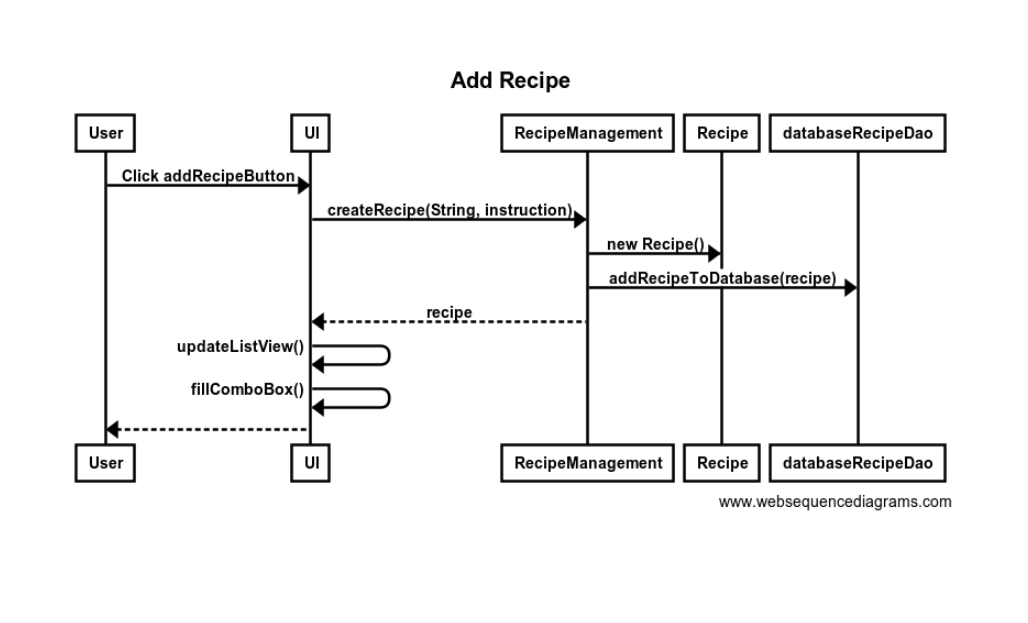 Add Recipe
User
UI
RecipeManagement
Recipe
databaseRecipeDao
Click addRecipeButton
createRecipe(String, instruction)
new Recipe()
addRecipeToDatabase(recipe)
recipe
updateListView()
fillComboBox()
User
UI
RecipeManagement
Recipe
databaseRecipeDao
www.websequencediagrams.com